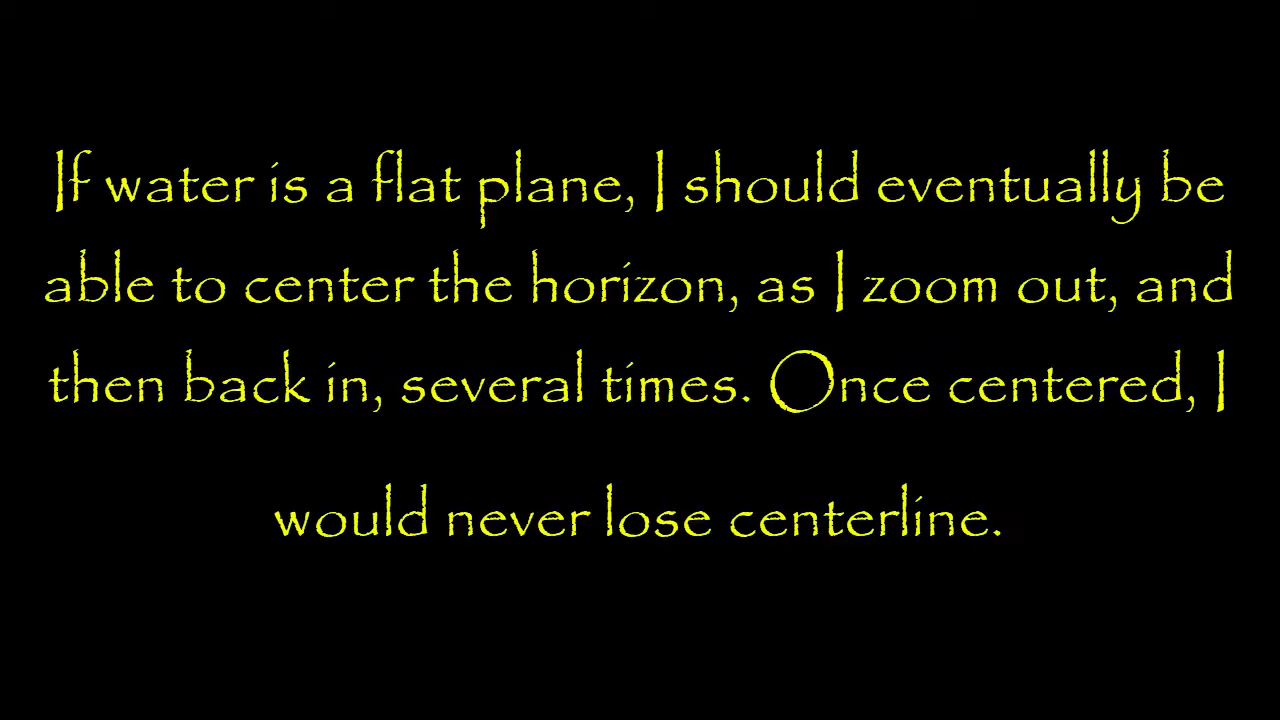 If water is a flat plane, I should eventually be
able to center the horizon, as I zoom out, and
then back in, several times. Once centered, I
would never lose centerline.